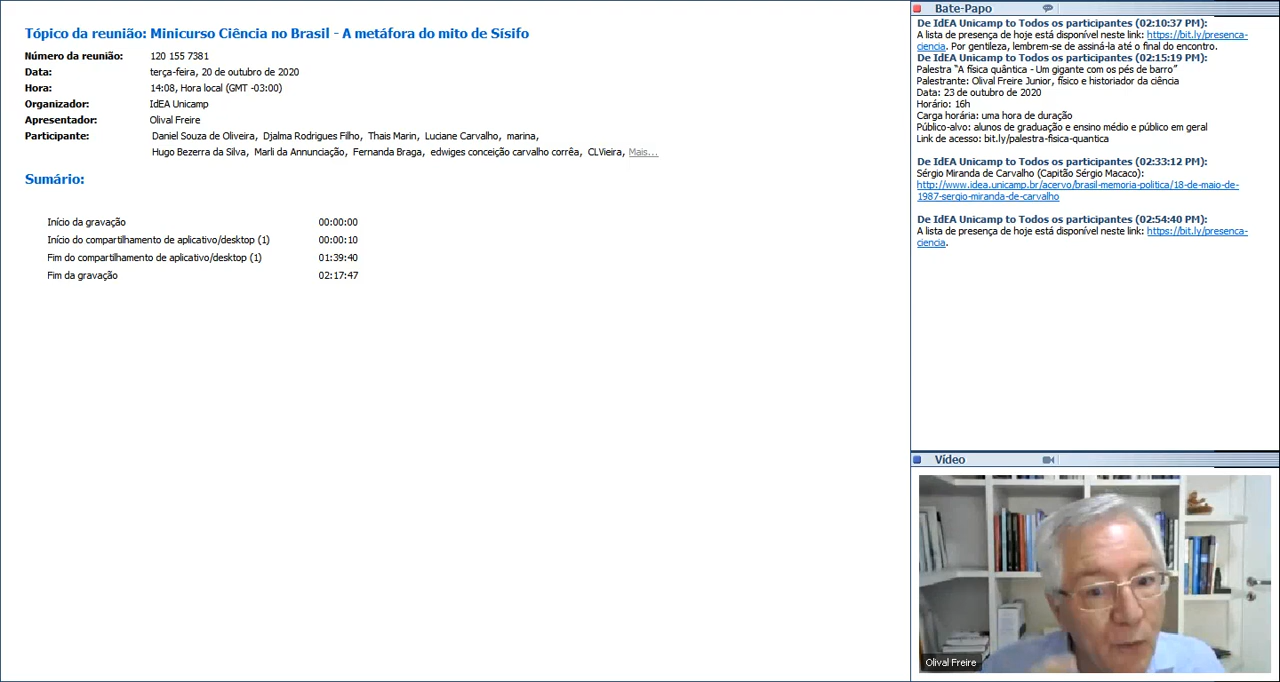 Tópico da reunião: Minicurso Ciência no Brasil - A metáfora do mito de Sísifo
Número da reunião: 120 155 7381
Data: terça-feira, 20 de outubro de 2020
Hora: 14:08, Hora local (GMT -03:00)
Organizador: IdEA Unicamp
Apresentador: Olival Freire
Participante: Daniel Souza de Oliveira, Djalma Rodrigues Filho, Thais Marin, Luciane Carvalho, marina,
Hugo Bezerra da Silva, Marli da Annunciação, Fernanda Braga, edwiges conceição carvalho corrêa, CLVieira, Mais...
Sumário:
Início da gravação 00:00:00
Início do compartilhamento de aplicativo/desktop (1) 00:00:10
Fim do compartilhamento de aplicativo/desktop (1) 01:39:40
Fim da gravação 02:17:47
Bate-Papo
De IdEA Unicamp to Todos os participantes (02:10:37 PM):
A lista de presença de hoje está disponível neste link: https://bit.ly/presenca-
ciencia. Por gentileza, lembrem-se de assiná-la até o final do encontro.
De IdEA Unicamp to Todos os participantes (02:15:19 PM):
Palestra "A física quântica - Um gigante com os pés de barro"
Palestrante: Olival Freire Junior, físico e historiador da ciência
Data: 23 de outubro de 2020
Horário: 16h
Carga horária: uma hora de duração
Público-alvo: alunos de graduação e ensino médio e público em geral
Link de acesso: bit.ly/palestra-fisica-quantica
De IdEA Unicamp to Todos os participantes (02:33:12 PM):
Sérgio Miranda de Carvalho (Capitão Sérgio Macaco):
http://www.idea.unicamp.br/acervo/brasil-memoria-politica/18-de-maio-de-
1987-sergio-miranda-de-carvalho
De IdEA Unicamp to Todos os participantes (02:54:40 PM):
A lista de presença de hoje está disponível neste link: https://bit.ly/presenca-
ciencia.
Vídeo
Olival Freire